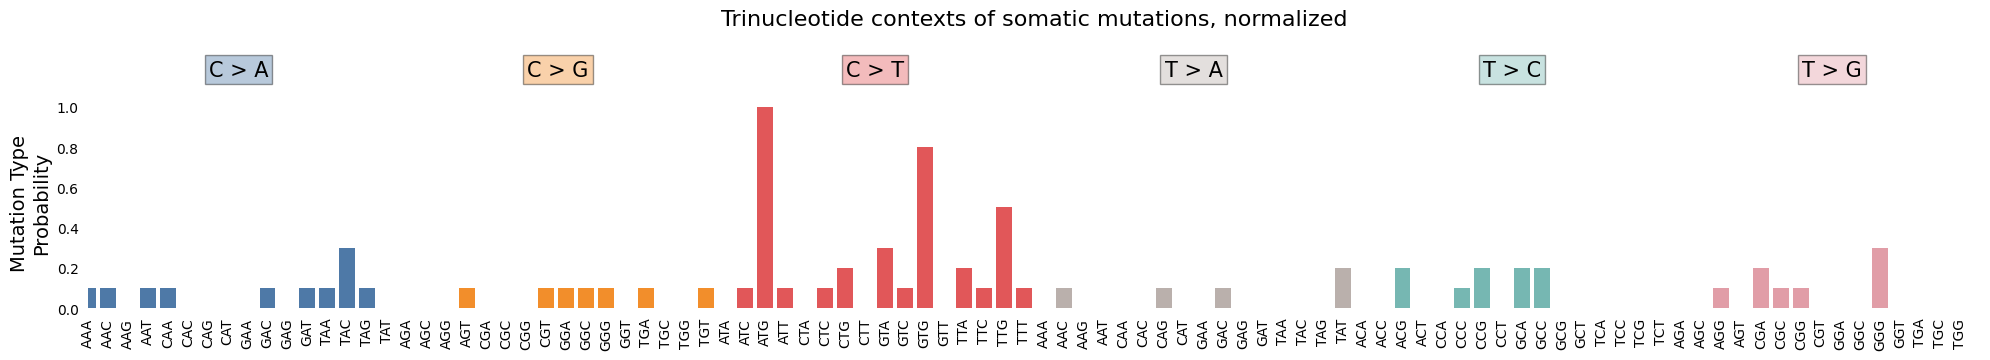 Trinucleotide contexts of somatic mutations, normalized
C > A
C > G
C > T
T > A
T > C
T > G
Mutation Type
Probability
1.0
0.8
0.6
0.4
0.2
0.0
AAA
AAC
AAG
AAT
CAA
CAC
CAG
CAT
GAA
GAC
GAG
GAT
TAA
TAC
TAG
TAT
AGA
AGC
AGG
AGT
CGA
CGC
CGG
CGT
GGA
GGC
GGG
GGT
TGA
TGC
TGG
TGT
ATA
ATC
ATG
ATT
CTA
CTC
CTG
CTT
GTA
GTC
GTG
GTT
TTA
TTC
TTG
TTT
AAA
AAC
AAG
AAT
CAA
CAC
CAG
CAT
GAA
GAC
GAG
GAT
TAA
TAC
TAG
TAT
ACA
ACC
ACG
ACT
CCA
CCC
CCG
CCT
GCA
GCC
GCG
GCT
TCA
TCC
TCG
TCT
AGA
AGC
AGG
AGT
CGA
CGC
CGG
CGT
GGA
GGC
GGG
GGT
TGA
TGC
TGG